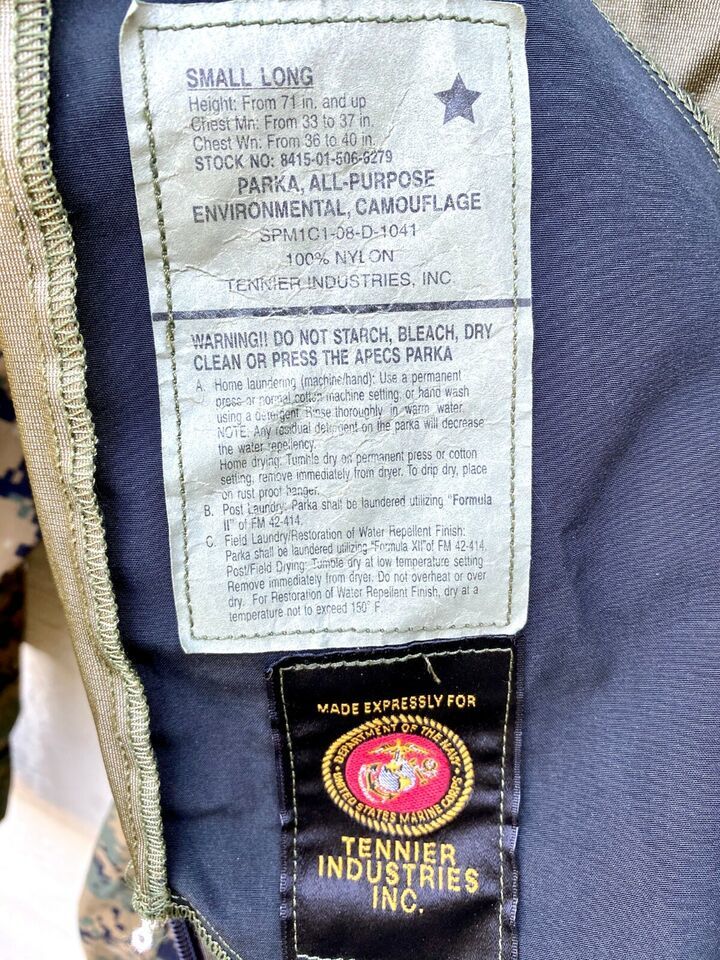 SMALL LONG
Height: From 71 in. and up
Chest Mn: From 33 to 37 in.
Chest Wn: From 36 to 40 in.
STOCK NO: 8415-01-506-6279
PARKA, ALL-PURPOSE
ENVIRONMENTAL, CAMOUFLAGE
SPM1C1-08-D-1041
100% NYLON
TENNIER INDUSTRIES, INC
WARNING!! DO NOT STARCH, BLEACH, DRY
CLEAN OR PRESS THE APECS PARKA
A. Home laundering (machine/hand): Use a permanent
press or normal cotton machine setting, or hand wash
using a detergent. Rinse thoroughly in warm water.
NOTE: Any residual detergent on the parka will decrease
the water repellency.
Home drying: Tumble dry on permanent press or cotton
setting, remove immediately from dryer. To drip dry, place
on rust proof hanger.
B. Post Laundry: Parka shall be laundered utilizing "Formula
II" of FM 42-414.
C. Field Laundry/Restoration of Water Repellent Finish:
Parka shall be laundered utilizing "Formula XII" of FM 42-414.
Post/Field Drying: Tumble dry at low temperature setting
Remove immediately from dryer. Do not overheat or over
dry. For Restoration of Water Repellent Finish, dry at a
temperature not to exceed 150° F.
MADE EXPRESSLY FOR
DEPARTMENT OF THE NAVY
UNITED STATES MARINE CORPS
TENNIER
INDUSTRIES
INC.